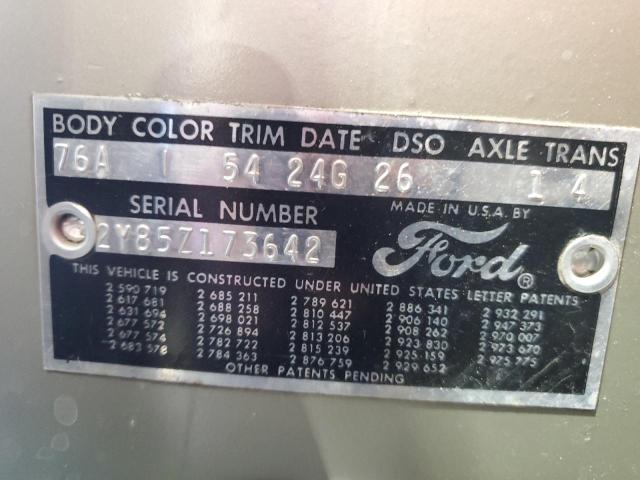 BODY COLOR TRIM DATE DSO AXLE TRANS
76A I 54 24G 26 1 4
SERIAL NUMBER
2Y85Z173642
MADE IN U.S.A. BY
Ford®
THIS VEHICLE IS CONSTRUCTED UNDER UNITED STATES LETTER PATENTS
2 590 719 2 685 211 2 789 621 2 886 341 2 932 291
2 617 681 2 688 258 2 810 447 2 906 140 2 947 373
2 631 694 2 698 021 2 812 537 2 908 262 2 970 007
2 677 572 2 726 894 2 813 206 2 923 830 2 973 670
2 677 574 2 782 722 2 815 239 2 925 159 2 975 775
2 683 578 2 784 363 2 876 759 2 929 652
OTHER PATENTS PENDING